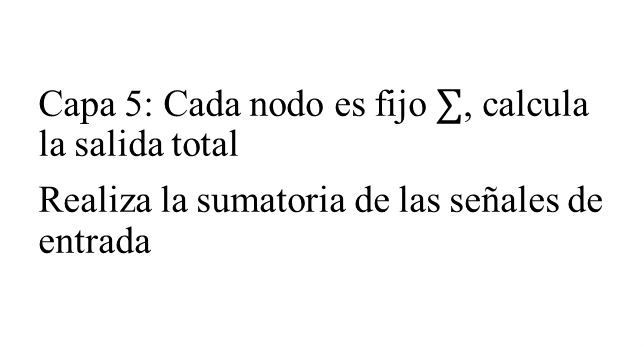 Capa 5: Cada nodo es fijo ∑, calcula
la salida total
Realiza la sumatoria de las señales de
entrada